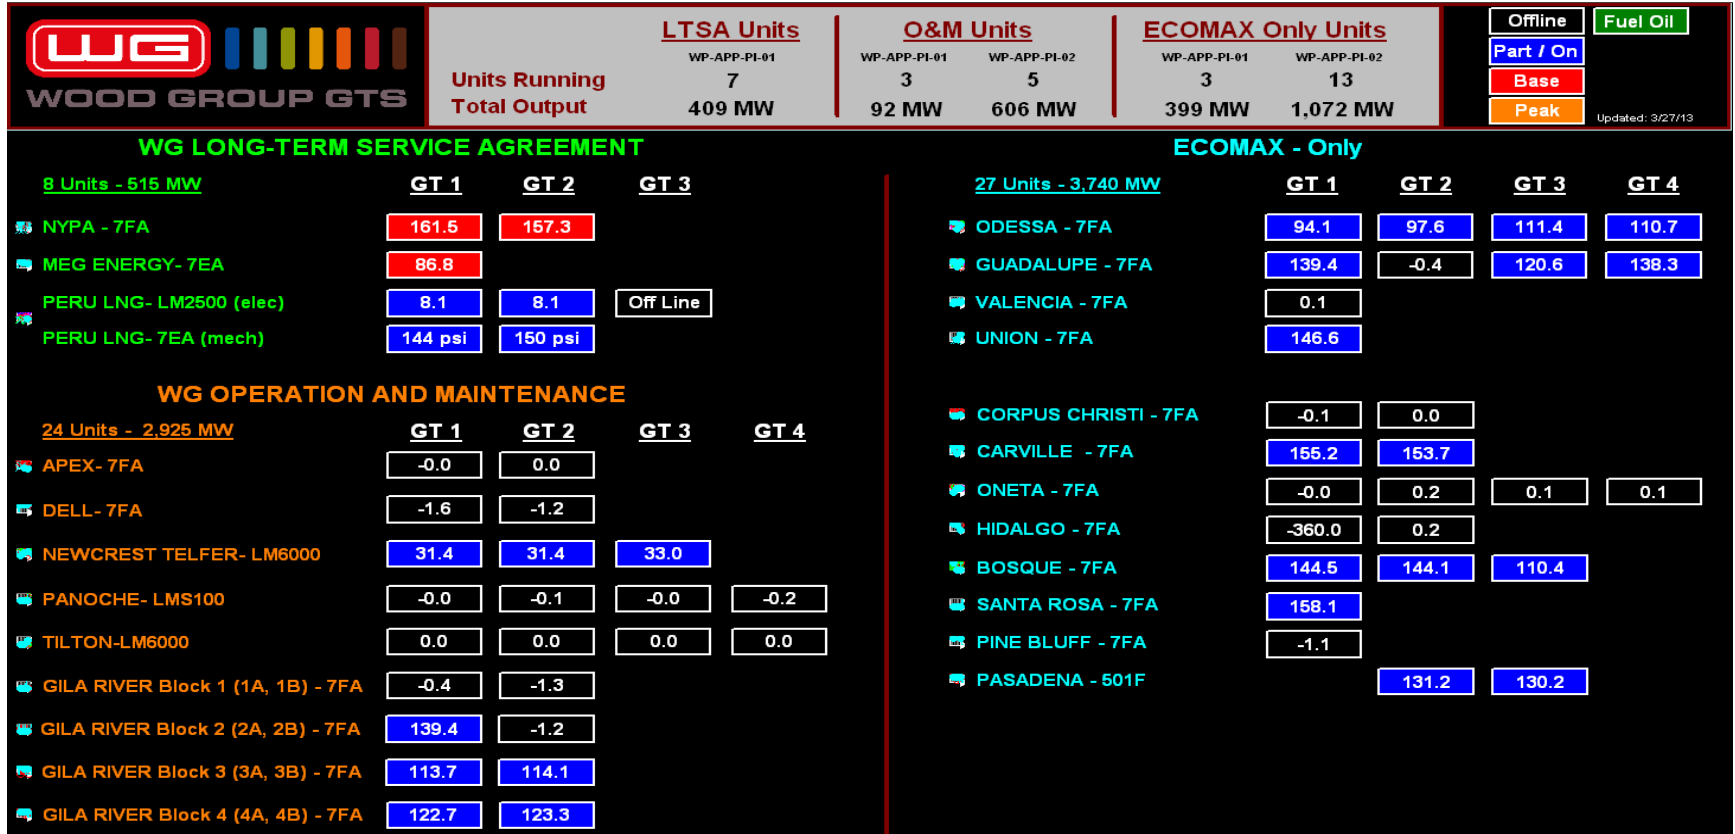 WG
WOOD GROUP GTS
LTSA Units O&M Units ECOMAX Only Units
WP-APP-PI-01 WP-APP-PI-01 WP-APP-PI-02 WP-APP-PI-01 WP-APP-PI-02
Units Running 7 3 5 3 13
Total Output 409 MW 92 MW 606 MW 399 MW 1,072 MW
Offline Fuel Oil
Part / On
Base
Peak Updated: 3/27/13
WG LONG-TERM SERVICE AGREEMENT
8 Units - 515 MW GT 1 GT 2 GT 3
NYPA - 7FA 161.5 157.3
MEG ENERGY- 7EA 86.8
PERU LNG- LM2500 (elec) 8.1 8.1 Off Line
PERU LNG- 7EA (mech) 144 psi 150 psi
WG OPERATION AND MAINTENANCE
24 Units - 2,925 MW GT 1 GT 2 GT 3 GT 4
APEX- 7FA -0.0 0.0
DELL- 7FA -1.6 -1.2
NEWCREST TELFER- LM6000 31.4 31.4 33.0
PANOCHE- LMS100 -0.0 -0.1 -0.0 -0.2
TILTON-LM6000 0.0 0.0 0.0 0.0
GILA RIVER Block 1 (1A, 1B) - 7FA -0.4 -1.3
GILA RIVER Block 2 (2A, 2B) - 7FA 139.4 -1.2
GILA RIVER Block 3 (3A, 3B) - 7FA 113.7 114.1
GILA RIVER Block 4 (4A, 4B) - 7FA 122.7 123.3
ECOMAX - Only
27 Units - 3,740 MW GT 1 GT 2 GT 3 GT 4
ODESSA - 7FA 94.1 97.6 111.4 110.7
GUADALUPE - 7FA 139.4 -0.4 120.6 138.3
VALENCIA - 7FA 0.1
UNION - 7FA 146.6
CORPUS CHRISTI - 7FA -0.1 0.0
CARVILLE - 7FA 155.2 153.7
ONETA - 7FA -0.0 0.2 0.1 0.1
HIDALGO - 7FA -360.0 0.2
BOSQUE - 7FA 144.5 144.1 110.4
SANTA ROSA - 7FA 158.1
PINE BLUFF - 7FA -1.1
PASADENA - 501F 131.2 130.2